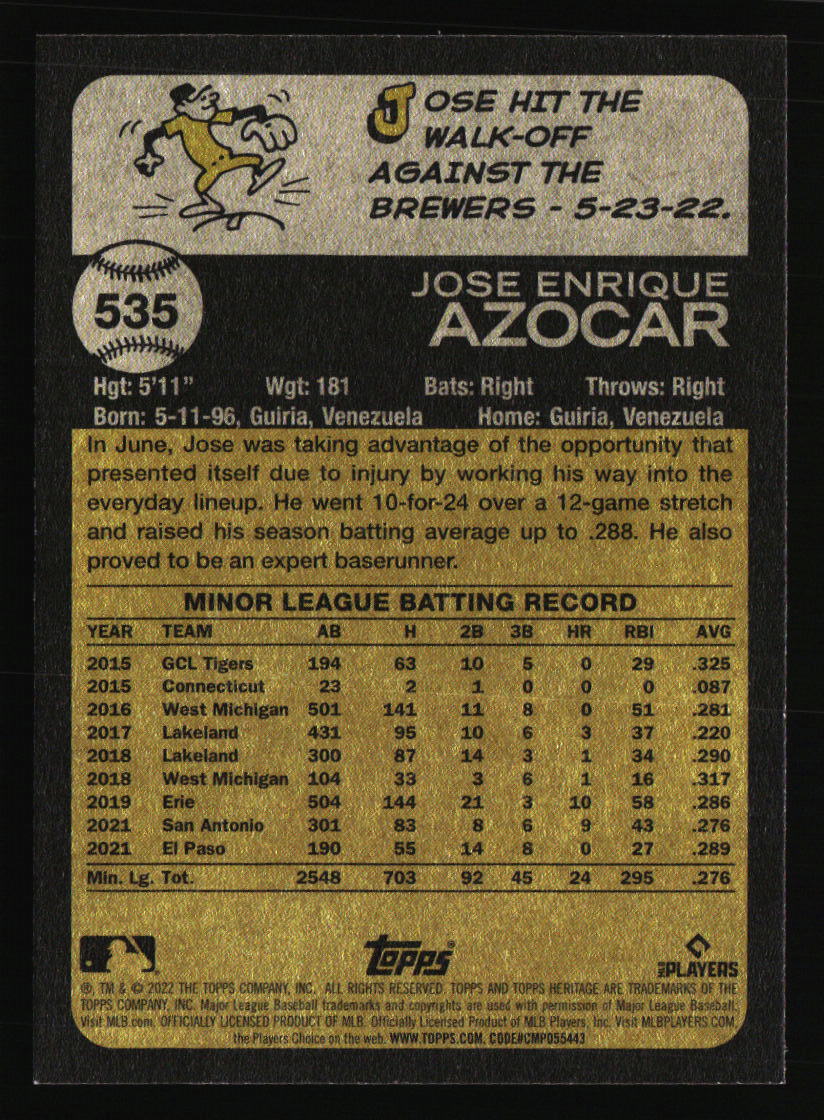 JOSE HIT THE
WALK-OFF
AGAINST THE
BREWERS - 5-23-22.
535
JOSE ENRIQUE
AZOCAR
Hgt: 5'11" Wgt: 181 Bats: Right Throws: Right
Born: 5-11-96, Guiria, Venezuela Home: Guiria, Venezuela
In June, Jose was taking advantage of the opportunity that
presented itself due to injury by working his way into the
everyday lineup. He went 10-for-24 over a 12-game stretch
and raised his season batting average up to .288. He also
proved to be an expert baserunner.
MINOR LEAGUE BATTING RECORD
YEAR TEAM AB H 2B 3B HR RBI AVG
2015 GCL Tigers 194 63 10 5 0 29 .325
2015 Connecticut 23 2 1 0 0 0 .087
2016 West Michigan 501 141 11 8 0 51 .281
2017 Lakeland 431 95 10 6 3 37 .220
2018 Lakeland 300 87 14 3 1 34 .290
2018 West Michigan 104 33 3 6 1 16 .317
2019 Erie 504 144 21 3 10 58 .286
2021 San Antonio 301 83 8 6 9 43 .276
2021 El Paso 190 55 14 8 0 27 .289
Min. Lg. Tot. 2548 703 92 45 24 295 .276
Topps® MLB PLAYERS
®, TM & © 2022 THE TOPPS COMPANY, INC. ALL RIGHTS RESERVED. TOPPS AND TOPPS HERITAGE ARE TRADEMARKS OF THE
TOPPS COMPANY, INC. Major League Baseball trademarks and copyrights are used with permission of Major League Baseball.
Visit MLB.com. OFFICIALLY LICENSED PRODUCT OF MLB. Officially Licensed Product of MLB Players, Inc. Visit MLBPLAYERS.COM,
the Players Choice on the web. WWW.TOPPS.COM. CODE#CMP055443